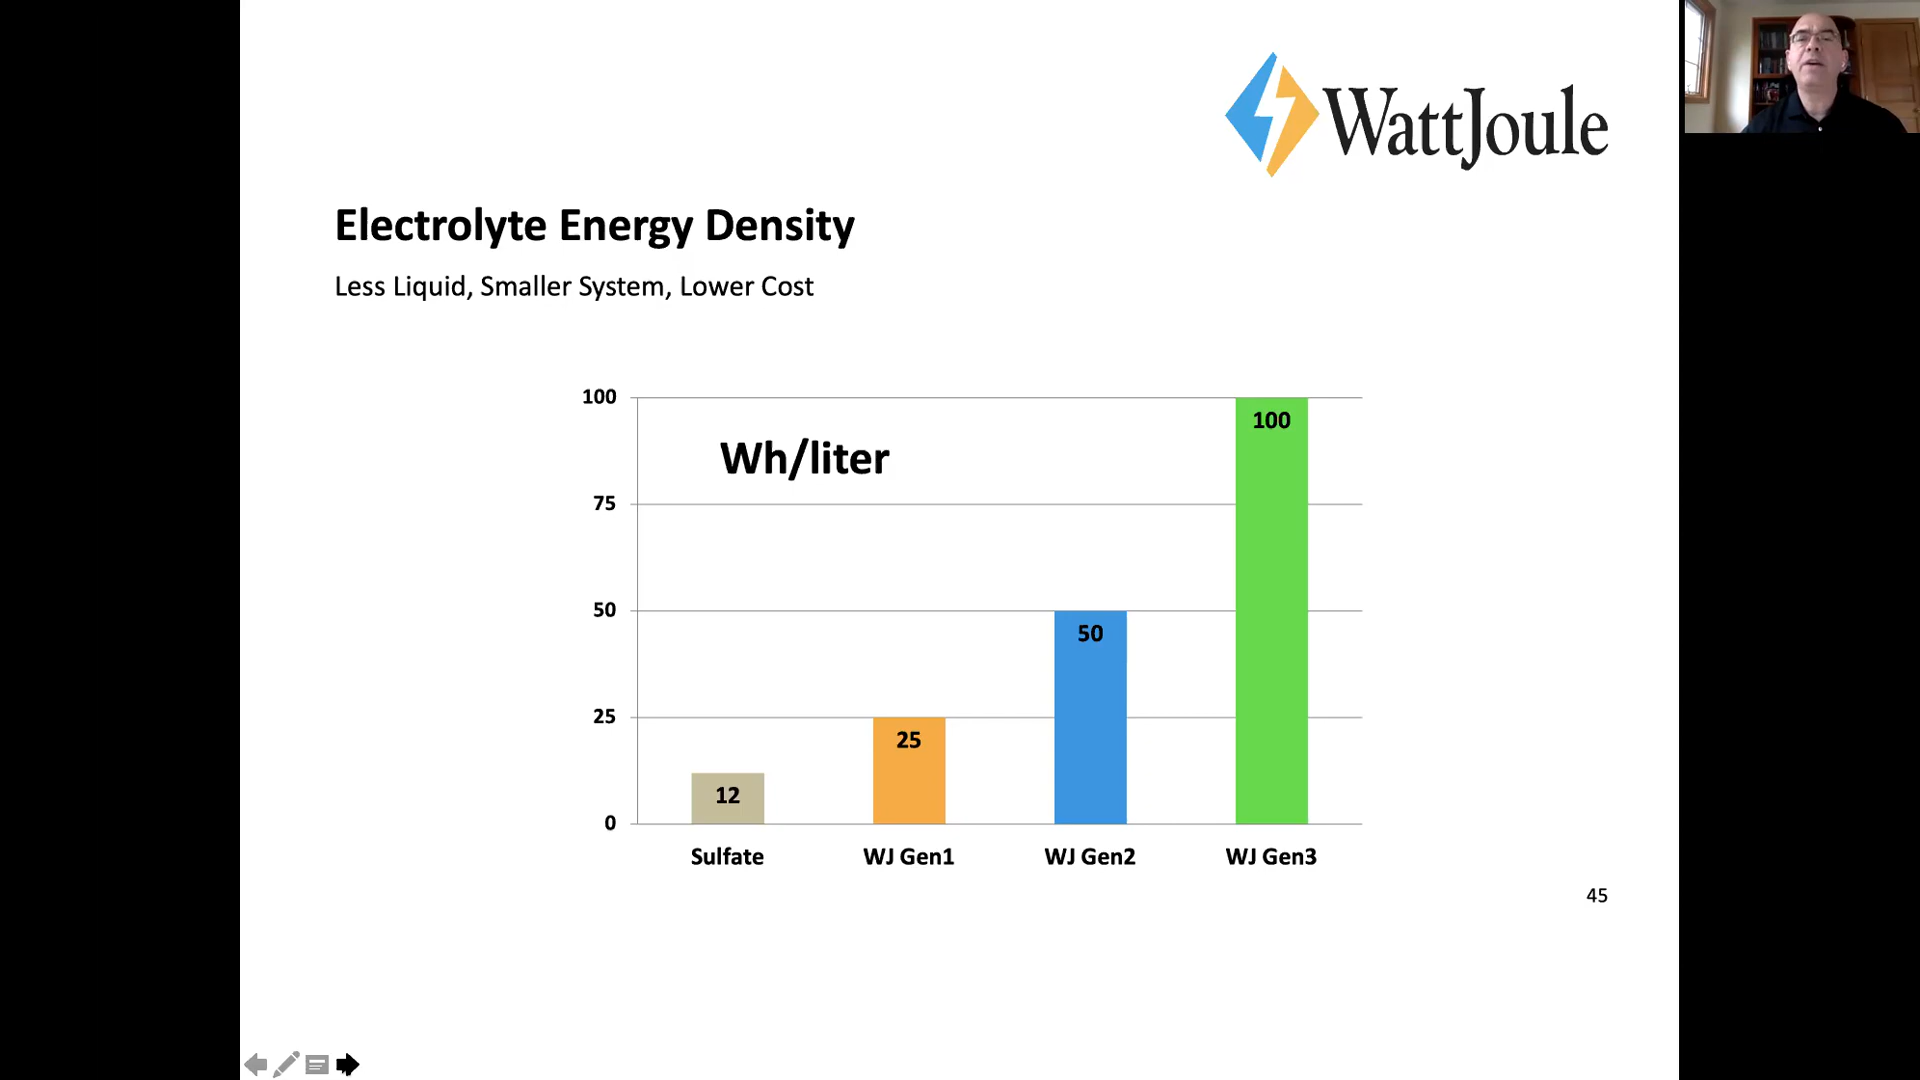 WattJoule
Electrolyte Energy Density
Less Liquid, Smaller System, Lower Cost
Wh/liter
100
75
50
25
0
12
25
50
100
Sulfate
WJ Gen1
WJ Gen2
WJ Gen3
45